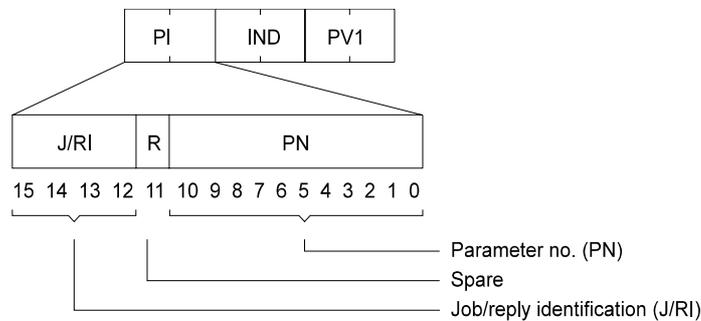 PI IND PV1
J/RI R PN
15 14 13 12 11 10 9 8 7 6 5 4 3 2 1 0
Parameter no. (PN)
Spare
Job/reply identification (J/RI)